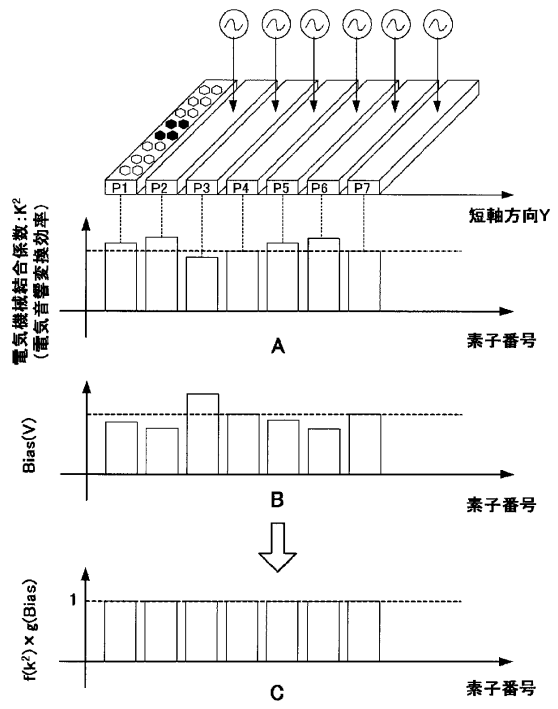 P1 P2 P3 P4 P5 P6 P7
短軸方向Y
電気機械結合係数:K²
(電気音響変換効率)
素子番号
A
Bias(V)
素子番号
B
1
f(k²)×g(Bias)
素子番号
C